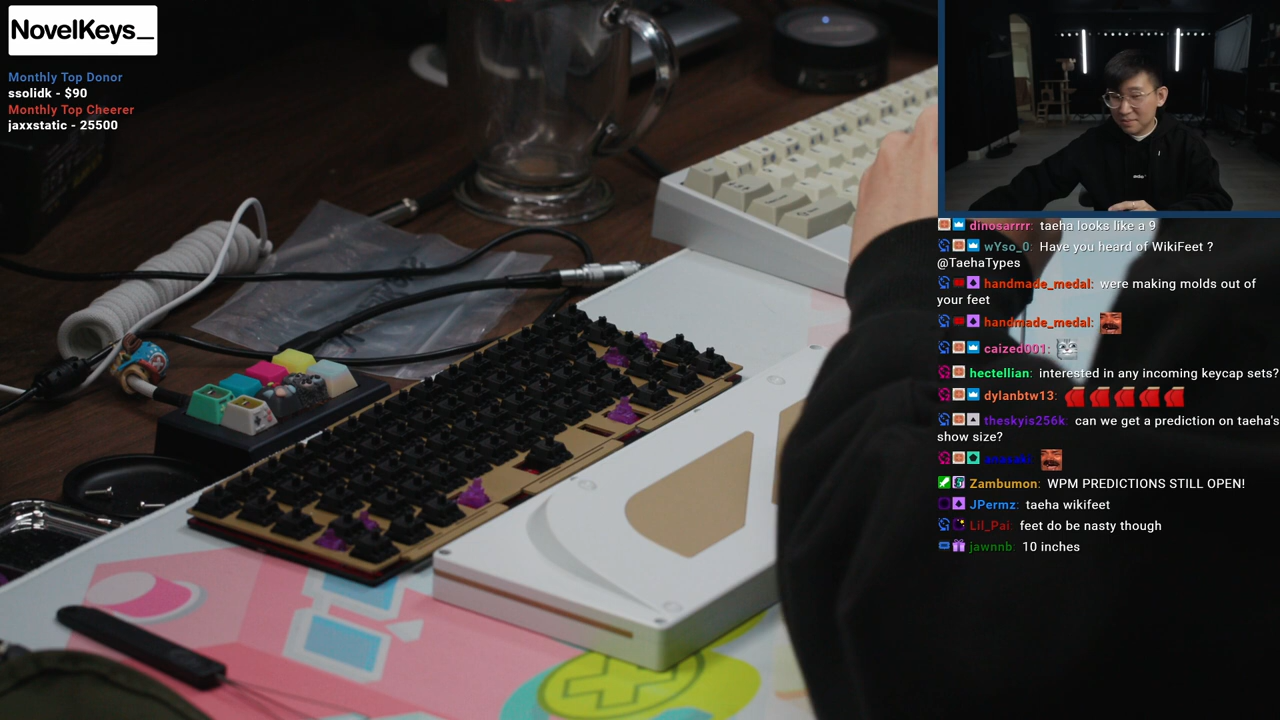 NovelKeys_
Monthly Top Donor
ssolidk - $90
Monthly Top Cheerer
jaxxstatic - 25500
dinosarrrr: taeha looks like a 9
wYso_0: Have you heard of WikiFeet ?
@TaehaTypes
handmade_medal: were making molds out of
your feet
handmade_medal:
caized001:
hectellian: interested in any incoming keycap sets?
dylanbtw13:
theskyis256k: can we get a prediction on taeha's
show size?
Zambumon: WPM PREDICTIONS STILL OPEN!
JPermz: taeha wikifeet
Lil_Pai: feet do be nasty though
jawnnb: 10 inches